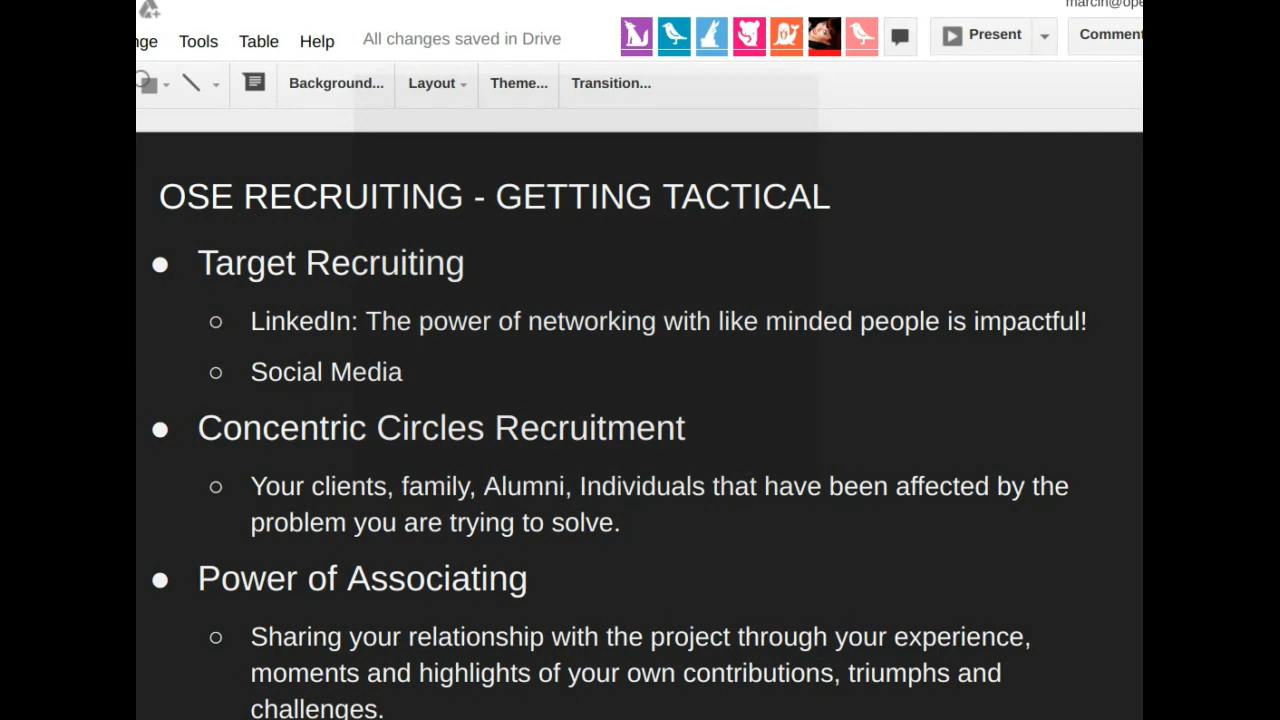 marcin@ope
nge Tools Table Help All changes saved in Drive Present Comment
Background... Layout Theme... Transition...
OSE RECRUITING - GETTING TACTICAL
● Target Recruiting
○ LinkedIn: The power of networking with like minded people is impactful!
○ Social Media
● Concentric Circles Recruitment
○ Your clients, family, Alumni, Individuals that have been affected by the
problem you are trying to solve.
● Power of Associating
○ Sharing your relationship with the project through your experience,
moments and highlights of your own contributions, triumphs and
challenges.